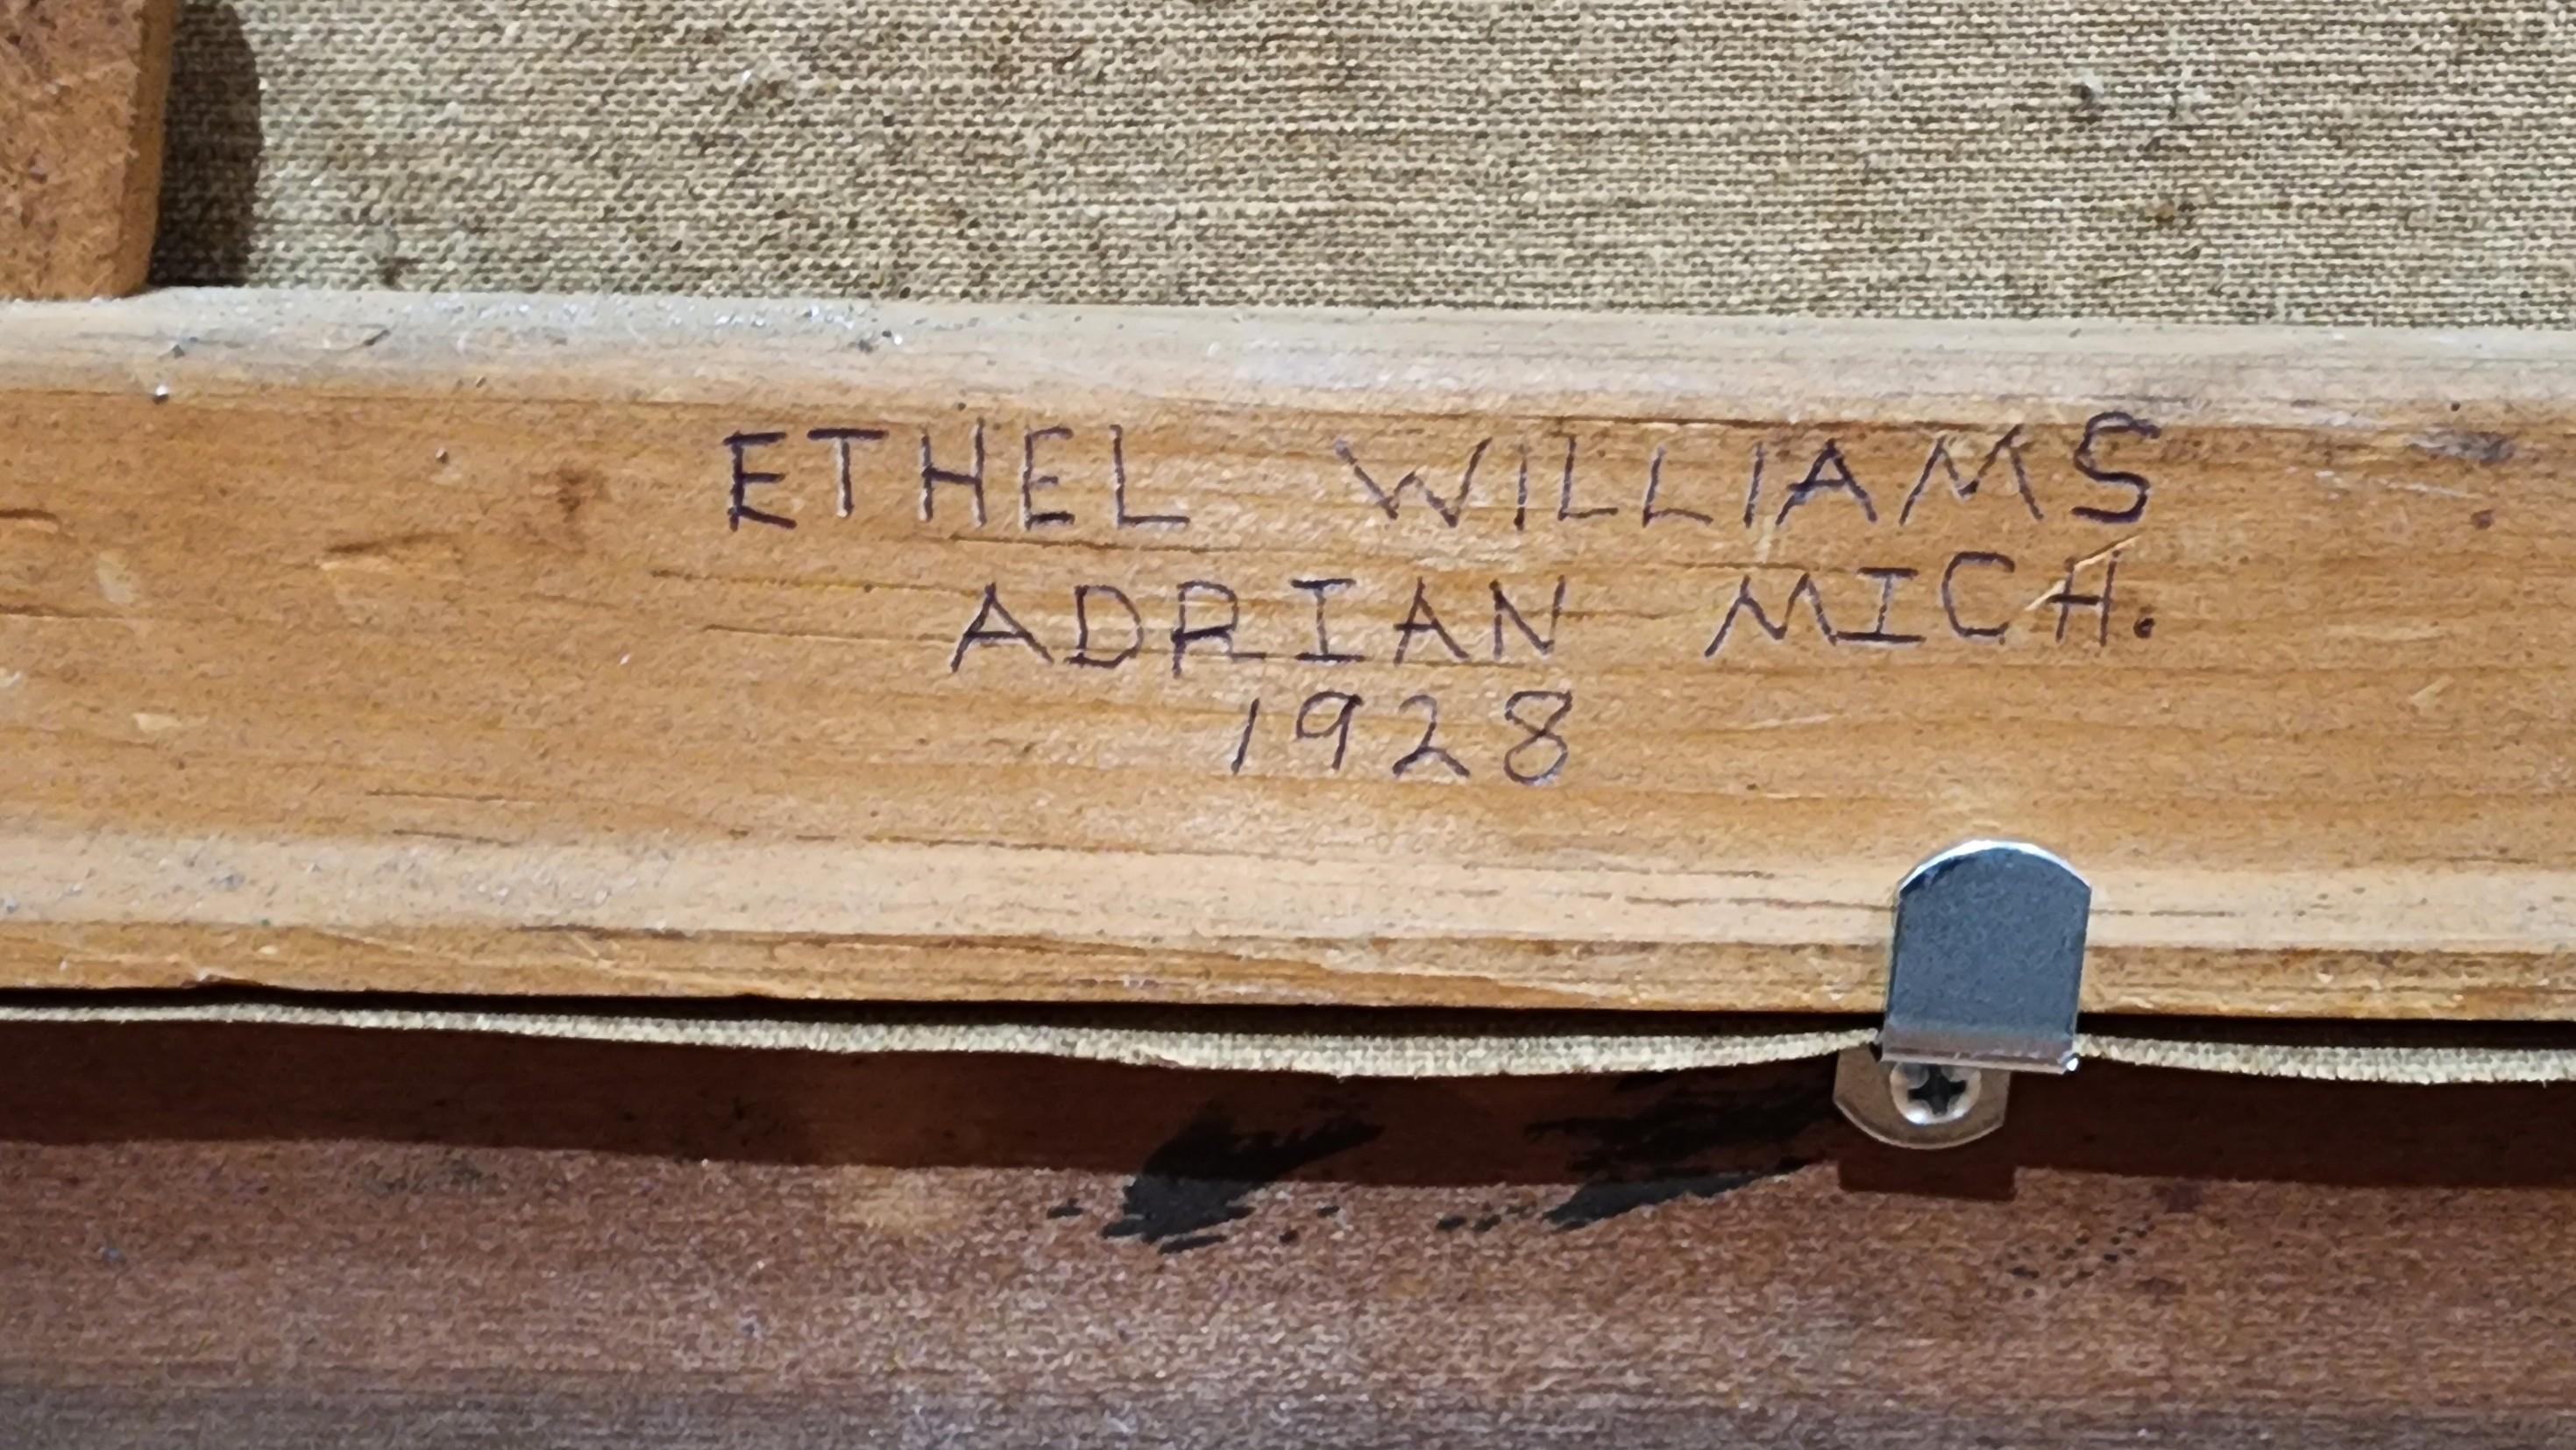 ETHEL WILLIAMS
ADRIAN MICH.
1928